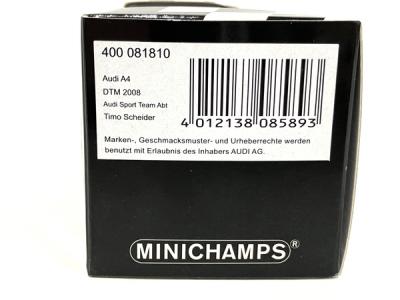 400 081810
Audi A4
DTM 2008
Audi Sport Team Abt
Timo Scheider
4 012138 085893
Marken-, Geschmacksmuster- und Urheberrechte werden
benutzt mit Erlaubnis des Inhabers AUDI AG.
MINICHAMPS®